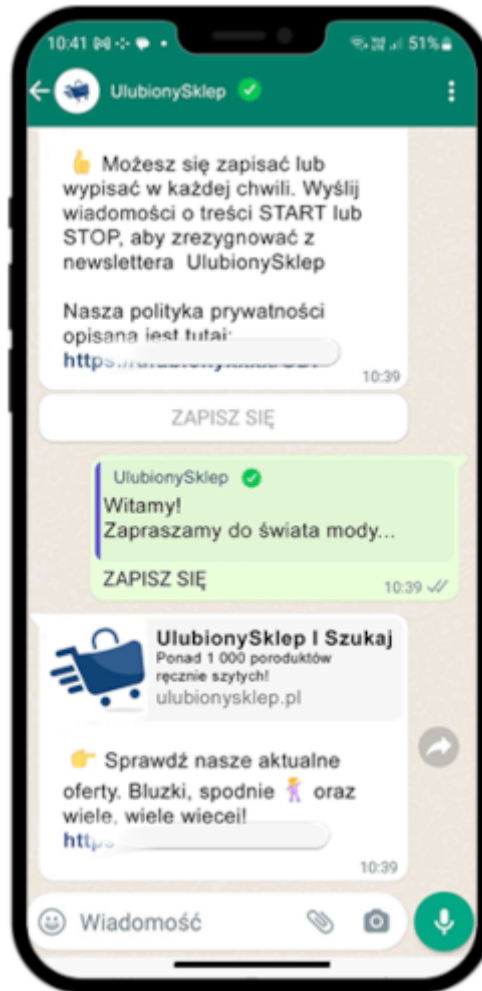 10:41 51%
UlubionySklep
👍 Możesz się zapisać lub
wypisać w każdej chwili. Wyślij
wiadomości o treści START lub
STOP, aby zrezygnować z
newslettera UlubionySklep
Nasza polityka prywatności
opisana jest tutaj:
10:39
ZAPISZ SIĘ
UlubionySklep
Witamy!
Zapraszamy do świata mody...
ZAPISZ SIĘ
10:39
UlubionySklep I Szukaj
Ponad 1 000 poroduktów
ręcznie szytych!
ulubionysklep.pl
👉 Sprawdź nasze aktualne
oferty. Bluzki, spodnie oraz
wiele, wiele więcej!
http
10:39
Wiadomość